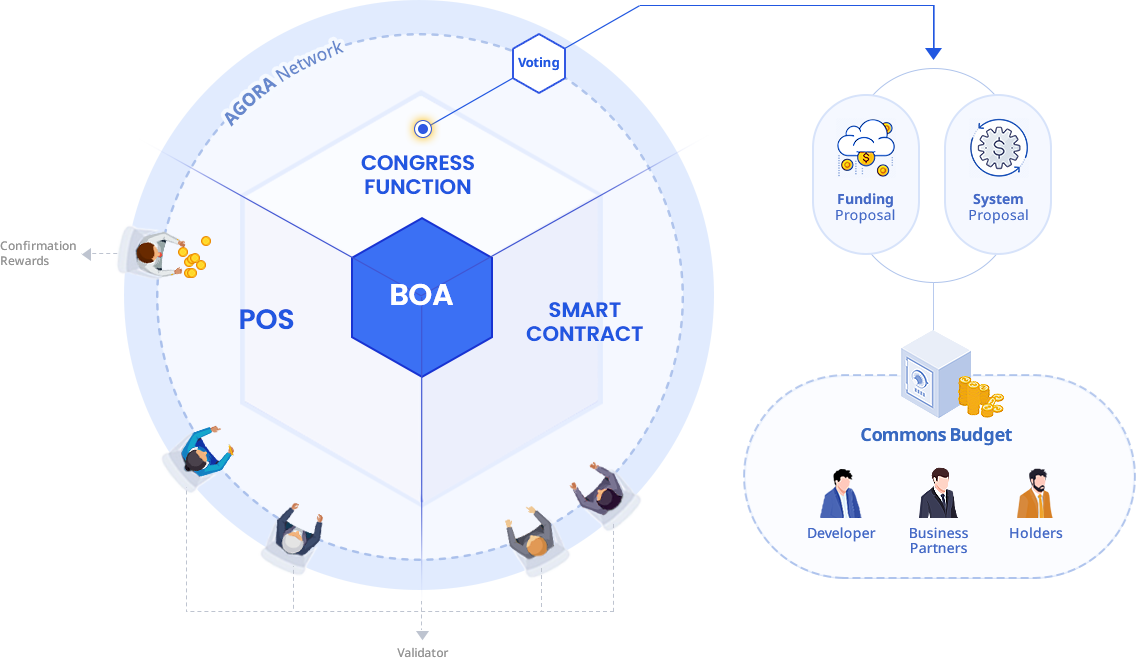 AGORA Network
Voting
CONGRESS
FUNCTION
BOA
POS
SMART
CONTRACT
Confirmation
Rewards
Validator
Funding
Proposal
System
Proposal
Commons Budget
Developer
Business
Partners
Holders